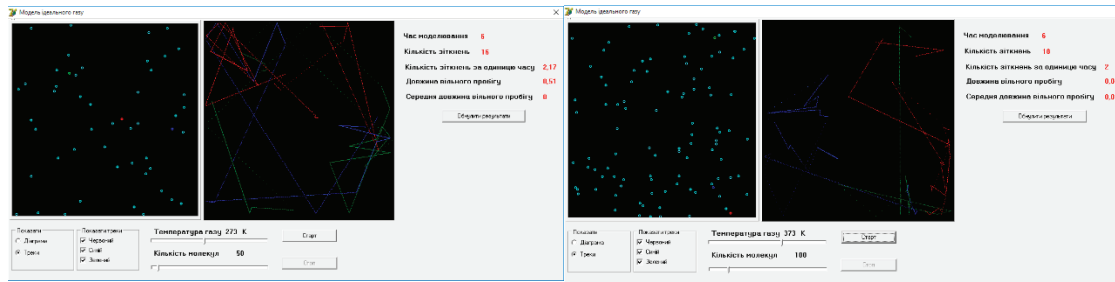 Модель ідеального газу
Час моделювання 6
Кількість зіткнень 15
Кількість зіткнень за одиницю часу 2,17
Довжина вільного пробігу 0,51
Середня довжина вільного пробігу 0
Обнулити результати
Показати
Діаграма
Треки
Показати треки
Червоний
Синій
Зелений
Температура газу 273 К
Кількість молекул 50
Старт
Стоп
Модель ідеального газу
Час моделювання 6
Кількість зіткнень 10
Кількість зіткнень за одиницю часу 2
Довжина вільного пробігу 0,0
Середня довжина вільного пробігу 0,0
Обнулити результати
Показати
Діаграма
Треки
Показати треки
Червоний
Синій
Зелений
Температура газу 373 К
Кількість молекул 100
Старт
Стоп